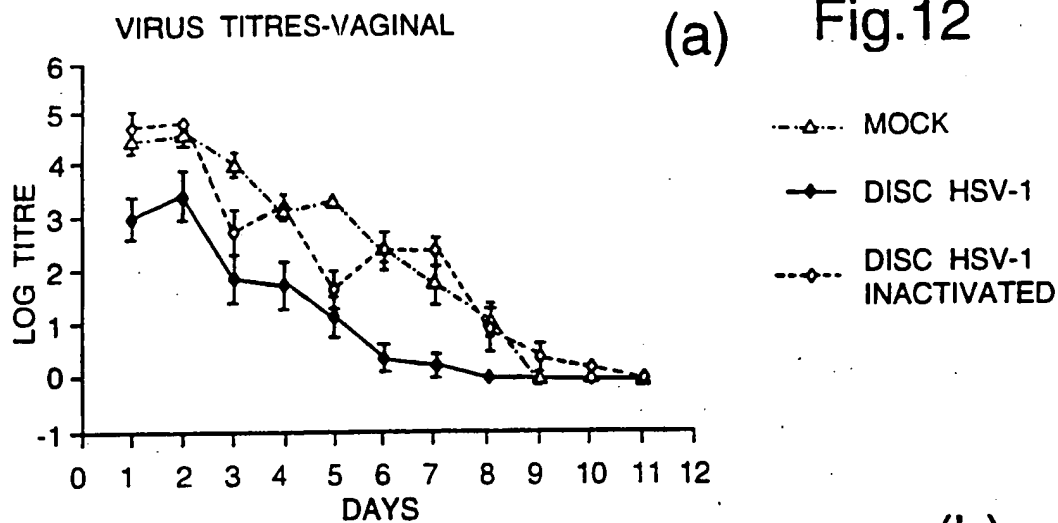 VIRUS TITRES-VAGINAL
(a)
Fig.12
6
5
4
3
2
1
0
-1
LOG TITRE
0 1 2 3 4 5 6 7 8 9 10 11 12
DAYS
MOCK
DISC HSV-1
DISC HSV-1
INACTIVATED